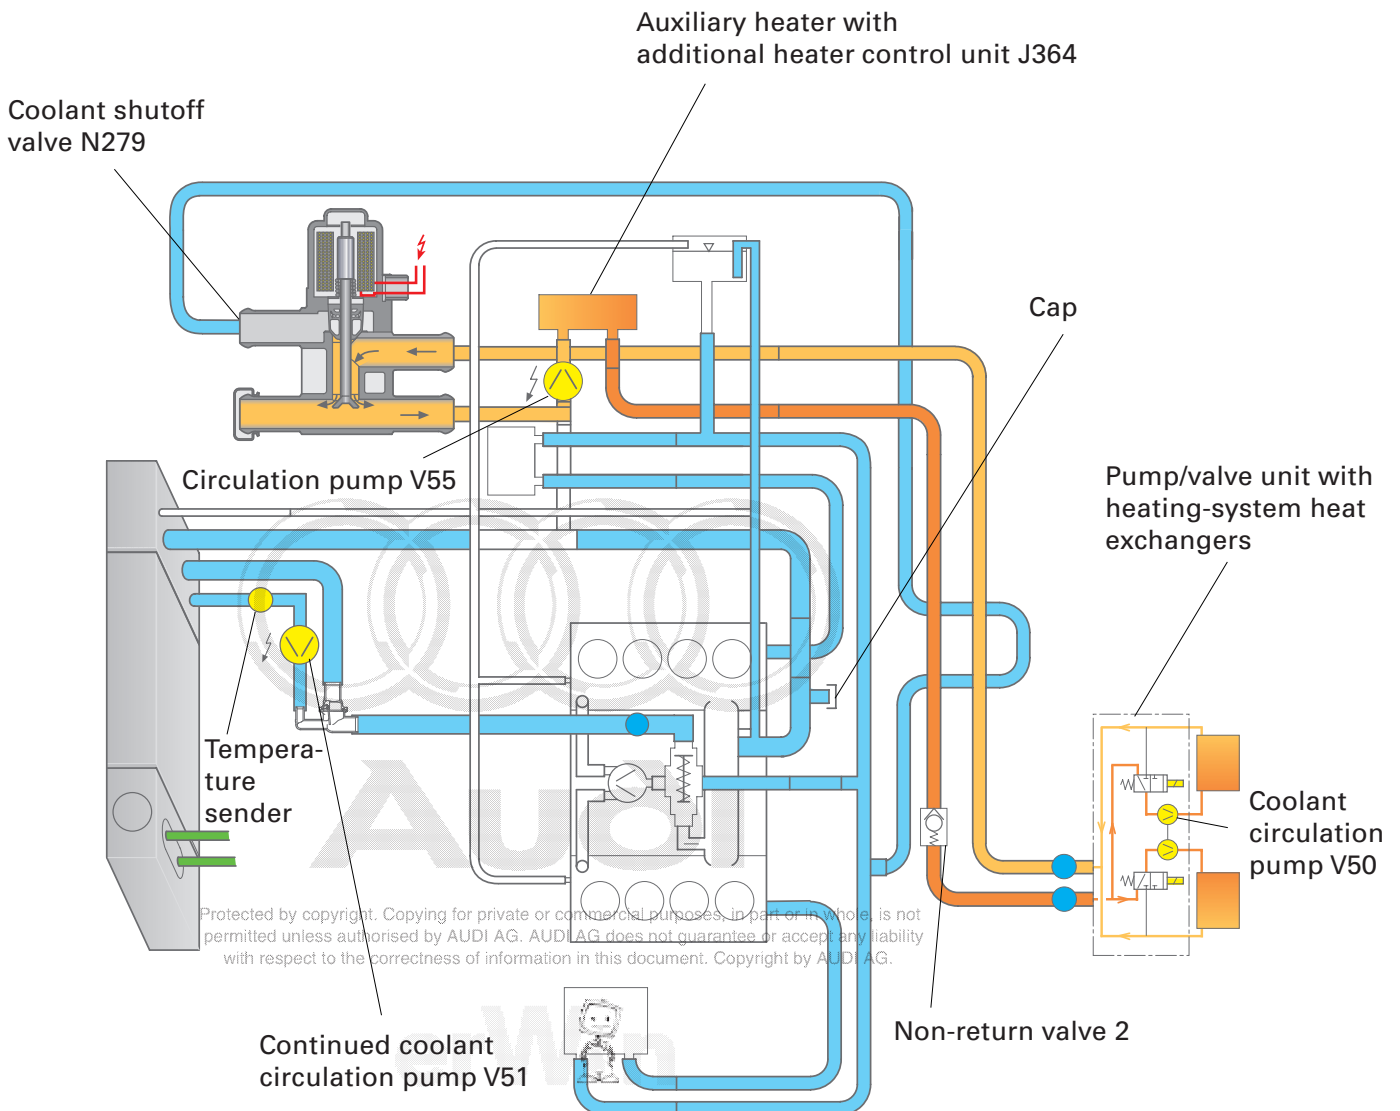 Auxiliary heater with
additional heater control unit J364
Coolant shutoff
valve N279
Cap
Circulation pump V55
Pump/valve unit with
heating-system heat
exchangers
Tempera-
ture
sender
Coolant
circulation
pump V50
Audi
Protected by copyright. Copying for private or commercial purposes, in part or in whole, is not
permitted unless authorised by AUDI AG. AUDI AG does not guarantee or accept any liability
with respect to the correctness of information in this document. Copyright by AUDI AG.
erWin
Non-return valve 2
Continued coolant
circulation pump V51